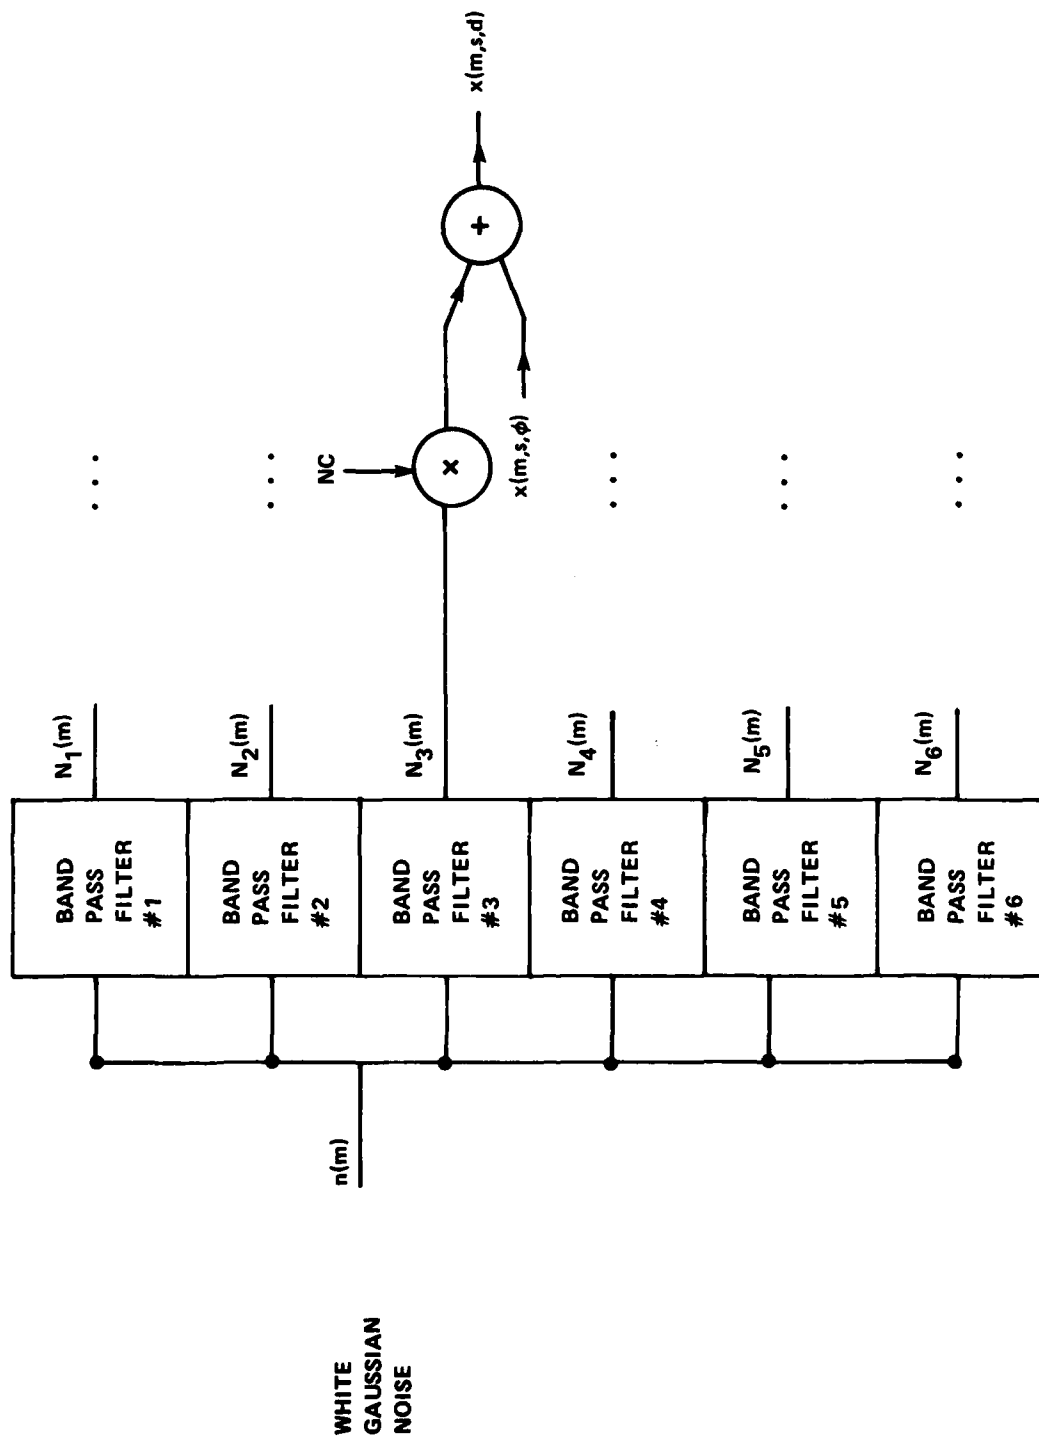 WHITE
GAUSSIAN
NOISE
n(m)
BAND
PASS
FILTER
#1
N₁(m)
. . .
BAND
PASS
FILTER
#2
N₂(m)
. . .
BAND
PASS
FILTER
#3
N₃(m)
NC
×
x(m,s,ϕ)
+
x(m,s,d)
BAND
PASS
FILTER
#4
N₄(m)
. . .
BAND
PASS
FILTER
#5
N₅(m)
. . .
BAND
PASS
FILTER
#6
N₆(m)
. . .